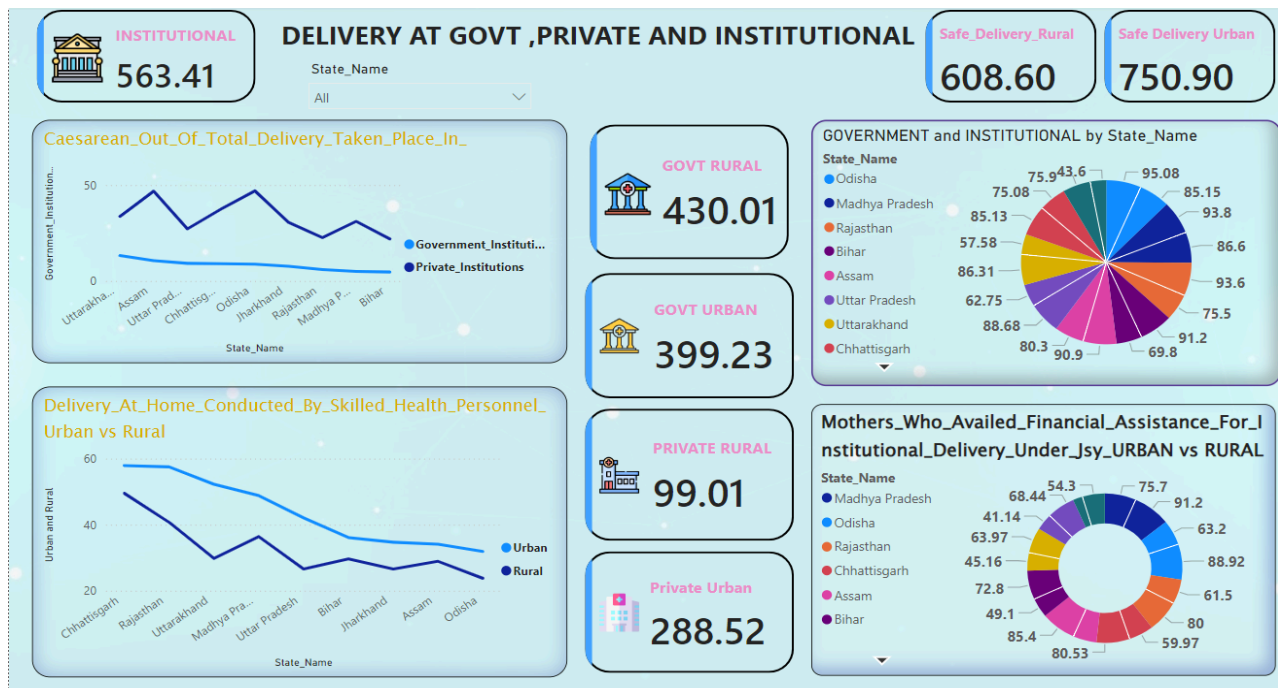 INSTITUTIONAL
563.41
DELIVERY AT GOVT ,PRIVATE AND INSTITUTIONAL
State_Name
All
Safe_Delivery_Rural
608.60
Safe Delivery Urban
750.90
Caesarean_Out_Of_Total_Delivery_Taken_Place_In_
Government_Institution...
50
0
Uttarakha...
Assam
Uttar Prad...
Chhattisg...
Odisha
Jharkhand
Rajasthan
Madhya P...
Bihar
State_Name
Government_Instituti...
Private_Institutions
Delivery_At_Home_Conducted_By_Skilled_Health_Personnel_
Urban vs Rural
Urban and Rural
60
40
20
Chhattisgarh
Rajasthan
Uttarakhand
Madhya Pra...
Uttar Pradesh
Bihar
Jharkhand
Assam
Odisha
State_Name
Urban
Rural
GOVT RURAL
430.01
GOVT URBAN
399.23
PRIVATE RURAL
99.01
Private Urban
288.52
GOVERNMENT and INSTITUTIONAL by State_Name
State_Name
Odisha
Madhya Pradesh
Rajasthan
Bihar
Assam
Uttar Pradesh
Uttarakhand
Chhattisgarh
95.08
85.15
93.8
86.6
93.6
75.5
91.2
69.8
90.9
80.3
88.68
62.75
86.31
57.58
85.13
75.08
75.9
43.6
Mothers_Who_Availed_Financial_Assistance_For_I
nstitutional_Delivery_Under_Jsy_URBAN vs RURAL
State_Name
Madhya Pradesh
Odisha
Rajasthan
Chhattisgarh
Assam
Bihar
75.7
91.2
63.2
88.92
61.5
80
59.97
80.53
85.4
49.1
72.8
45.16
63.97
41.14
68.44
54.3